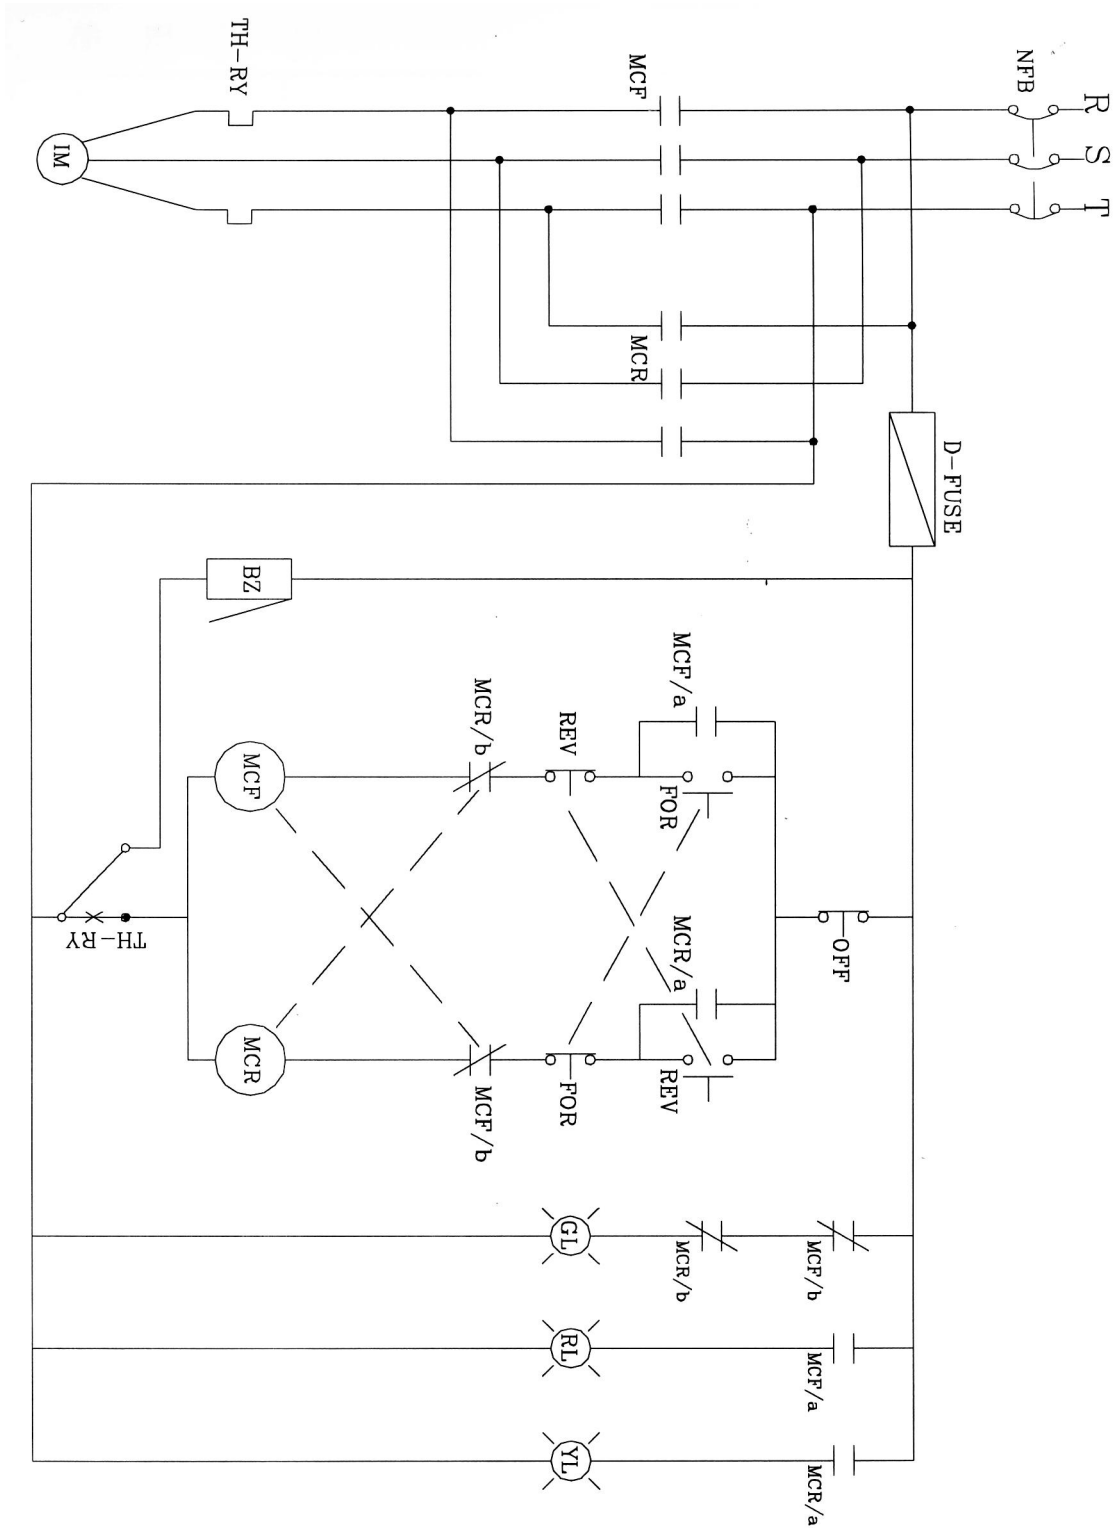 R
S
T
NFB
MCF
TH-RY
IM
MCR
D-FUSE
BZ
OFF
MCF/a
FOR
REV
MCR/b
MCF
MCR/a
REV
FOR
MCF/b
MCR
TH-RY
MCF/b
MCR/b
GL
MCF/a
RL
MCR/a
YL